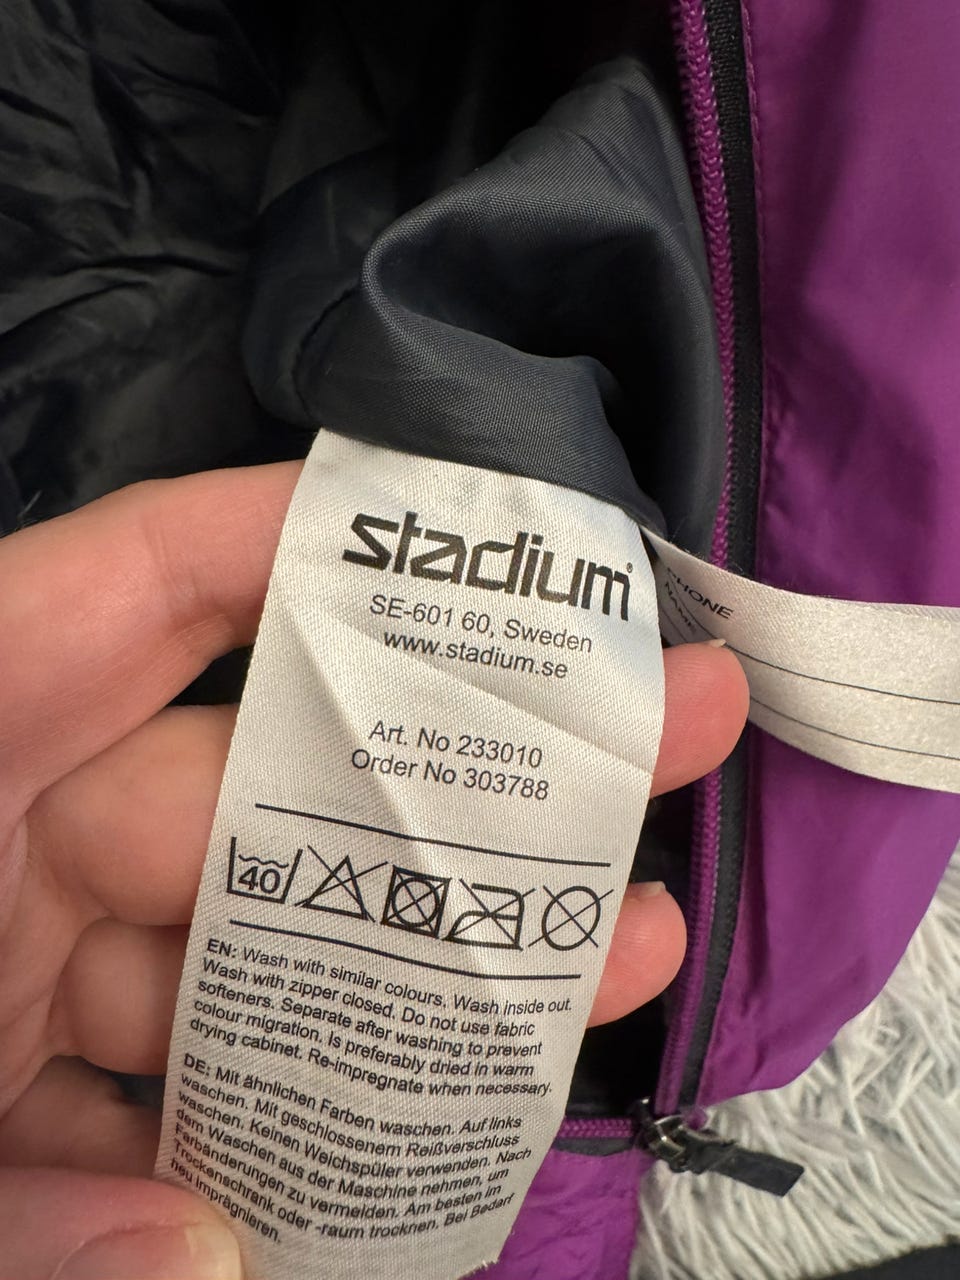 stadium®
SE-601 60, Sweden
www.stadium.se
Art. No 233010
Order No 303788
40
EN: Wash with similar colours. Wash inside out.
Wash with zipper closed. Do not use fabric
softeners. Separate after washing to prevent
colour migration. Is preferably dried in warm
drying cabinet. Re-impregnate when necessary.
DE: Mit ähnlichen Farben waschen. Auf links
waschen. Mit geschlossenem Reißverschluss
waschen. Keinen Weichspüler verwenden. Nach
dem Waschen aus der Maschine nehmen, um
Farbänderungen zu vermeiden. Am besten im
Trockenschrank oder -raum trocknen. Bei Bedarf
neu imprägnieren.
PHONE
NAME